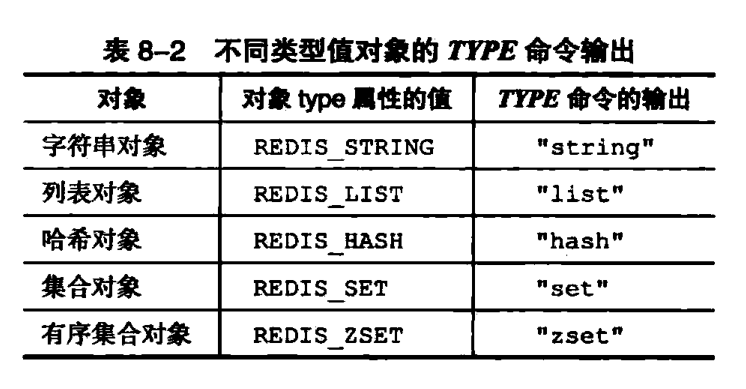 表 8–2 不同类型值对象的 TYPE 命令输出
对象 对象 type 属性的值 TYPE 命令的输出
字符串对象 REDIS_STRING "string"
列表对象 REDIS_LIST "list"
哈希对象 REDIS_HASH "hash"
集合对象 REDIS_SET "set"
有序集合对象 REDIS_ZSET "zset"